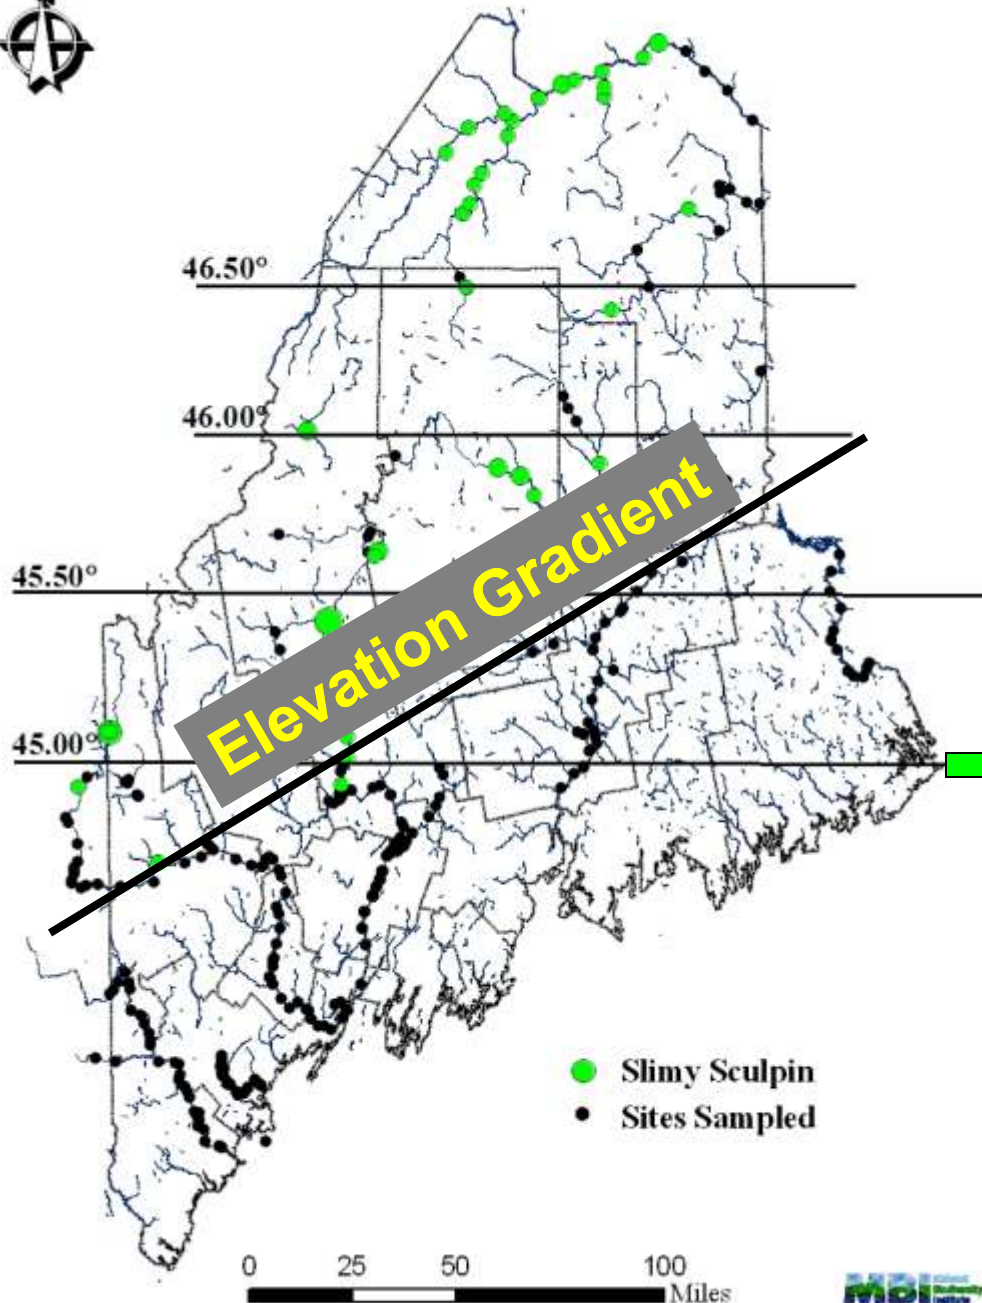 46.50°
46.00°
45.50°
Elevation Gradient
45.00°
Slimy Sculpin
Sites Sampled
0 25 50 100
Miles
MBI